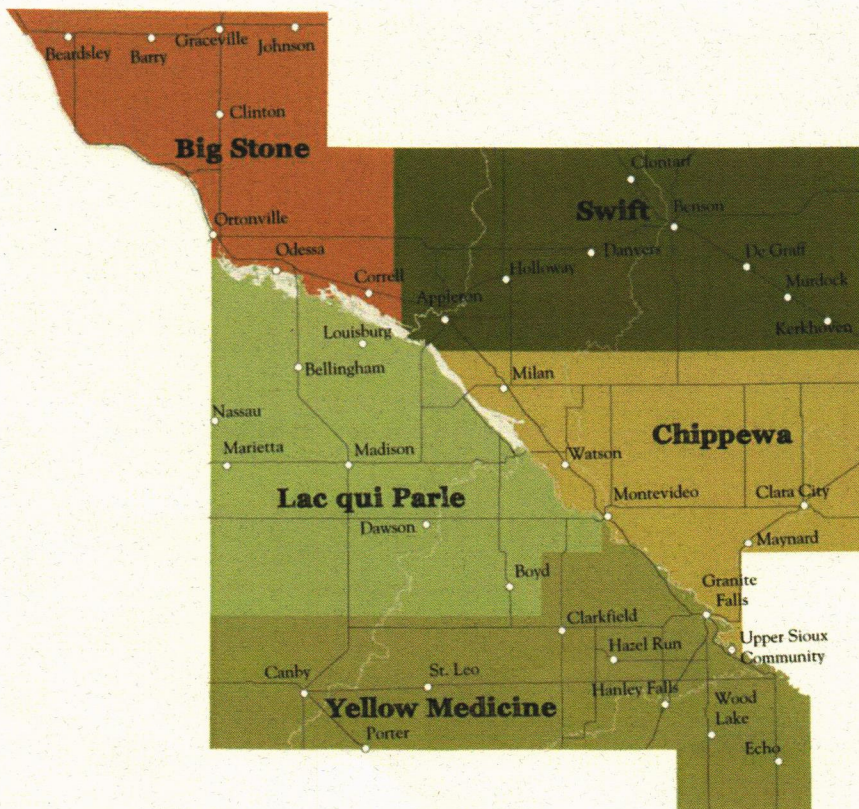 Beardsley
Barry
Graceville
Johnson
Clinton
Big Stone
Clontarf
Swift
Benson
Ortonville
Odessa
Danvers
De Graff
Holloway
Correll
Murdock
Appleton
Kerkhoven
Louisburg
Bellingham
Milan
Nassau
Chippewa
Marietta
Madison
Watson
Lac qui Parle
Montevideo
Clara City
Dawson
Maynard
Boyd
Granite
Falls
Clarkfield
Hazel Run
Upper Sioux
Community
Canby
St. Leo
Hanley Falls
Yellow Medicine
Wood
Lake
Porter
Echo